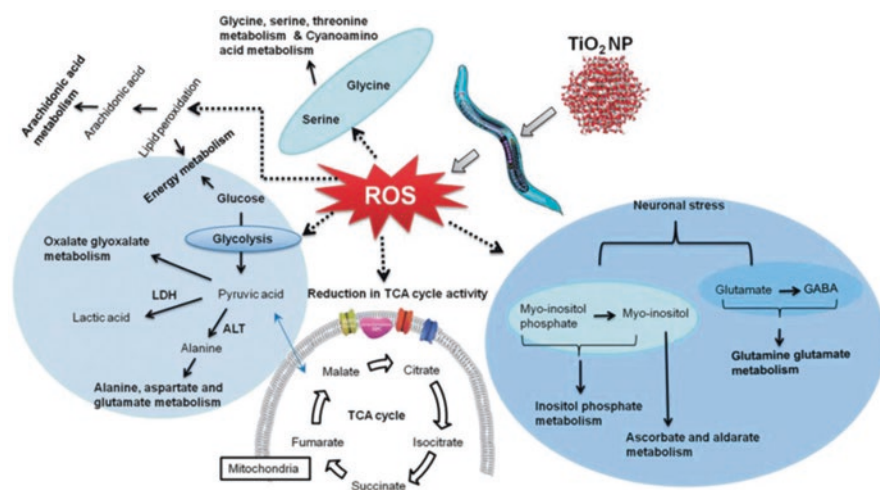 Glycine, serine, threonine
metabolism & Cyanoamino
acid metabolism
TiO2 NP
Glycine
Serine
Arachidonic acid
metabolism
Arachidonic acid
Lipid peroxidation
Energy metabolism
ROS
Glucose
Glycolysis
Oxalate glyoxalate
metabolism
LDH
Pyruvic acid
Lactic acid
ALT
Alanine
Alanine, aspartate and
glutamate metabolism
Reduction in TCA cycle activity
Malate
Citrate
TCA cycle
Fumarate
Isocitrate
Succinate
Mitochondria
Neuronal stress
Glutamate
GABA
Myo-inositol
phosphate
Myo-inositol
Glutamine glutamate
metabolism
Inositol phosphate
metabolism
Ascorbate and aldarate
metabolism